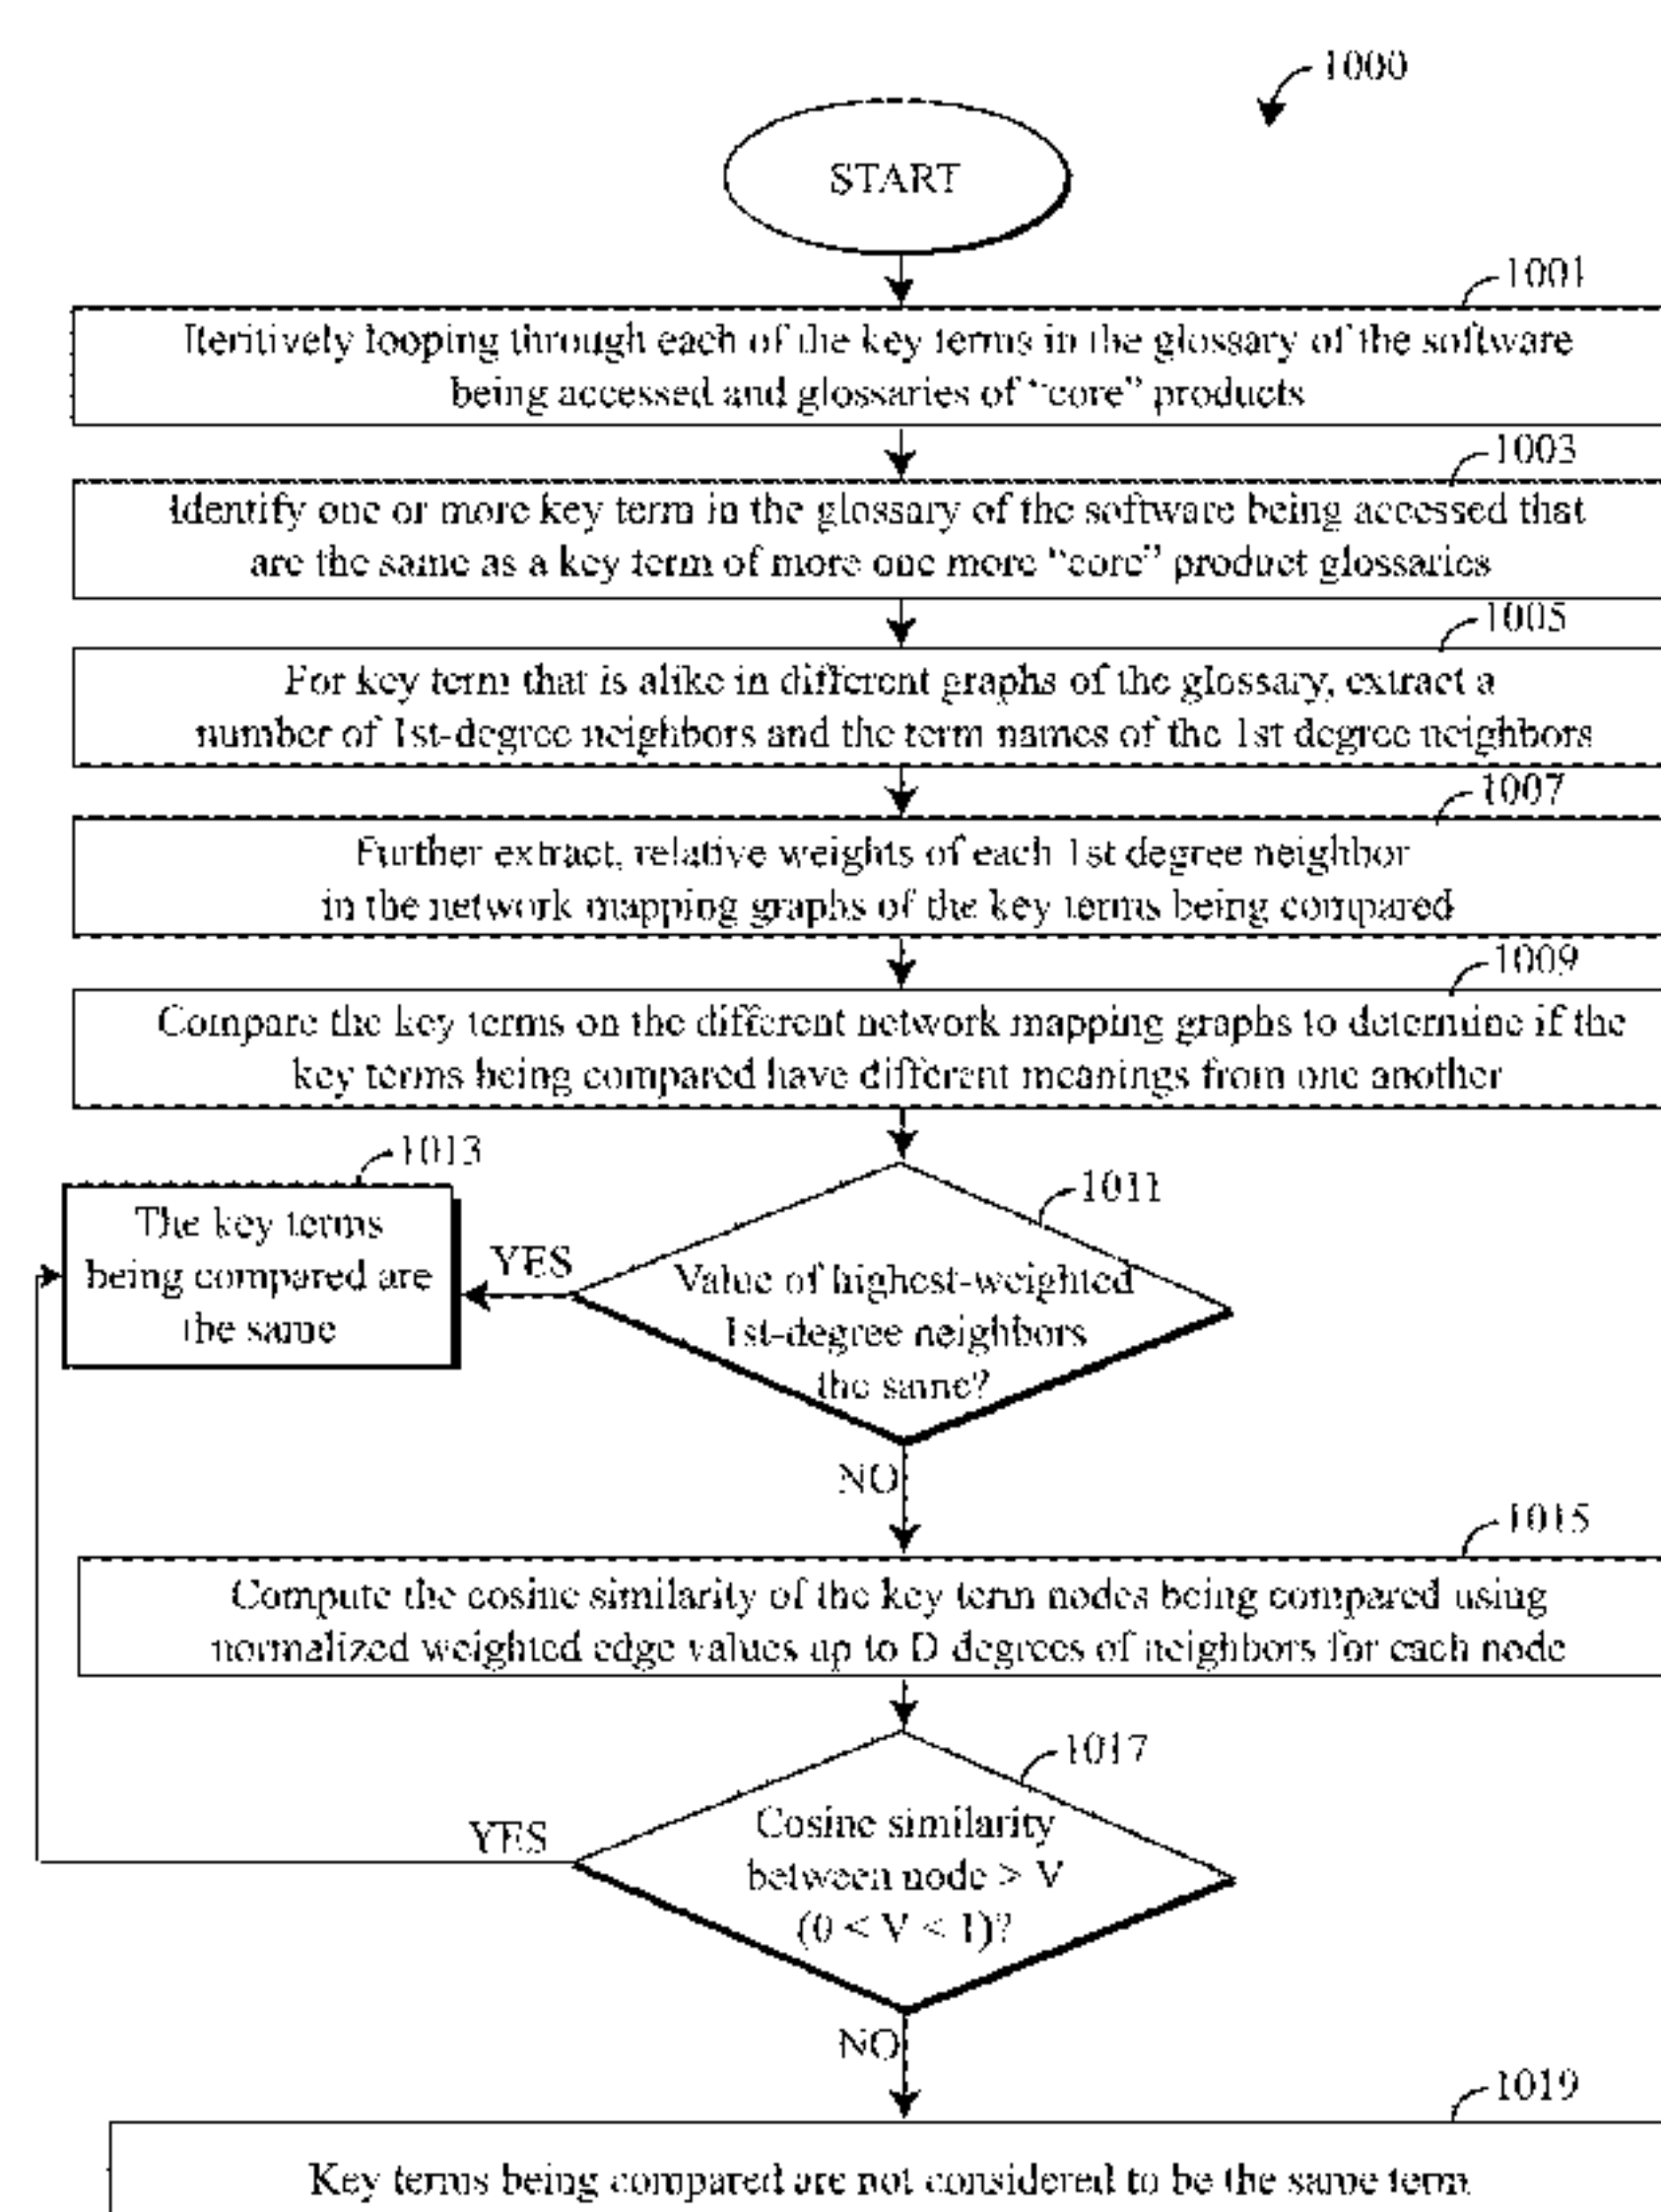 1000
START
1001
Iteritively looping through each of the key terms in the glossary of the software
being accessed and glossaries of "core" products
1003
Identify one or more key term in the glossary of the software being accessed that
are the same as a key term of more one more "core" product glossaries
1005
For key term that is alike in different graphs of the glossary, extract a
number of 1st-degree neighbors and the term names of the 1st degree neighbors
1007
Further extract, relative weights of each 1st degree neighbor
in the network mapping graphs of the key terms being compared
1009
Compare the key terms on the different network mapping graphs to determine if the
key terms being compared have different meanings from one another
1013
The key terms
being compared are
the same
YES
1011
Value of highest-weighted
1st-degree neighbors
the same?
NO
1015
Compute the cosine similarity of the key term nodes being compared using
normalized weighted edge values up to D degrees of neighbors for each node
1017
YES
Cosine similarity
between node > V
(0 < V < 1)?
NO
1019
Key terms being compared are not considered to be the same term